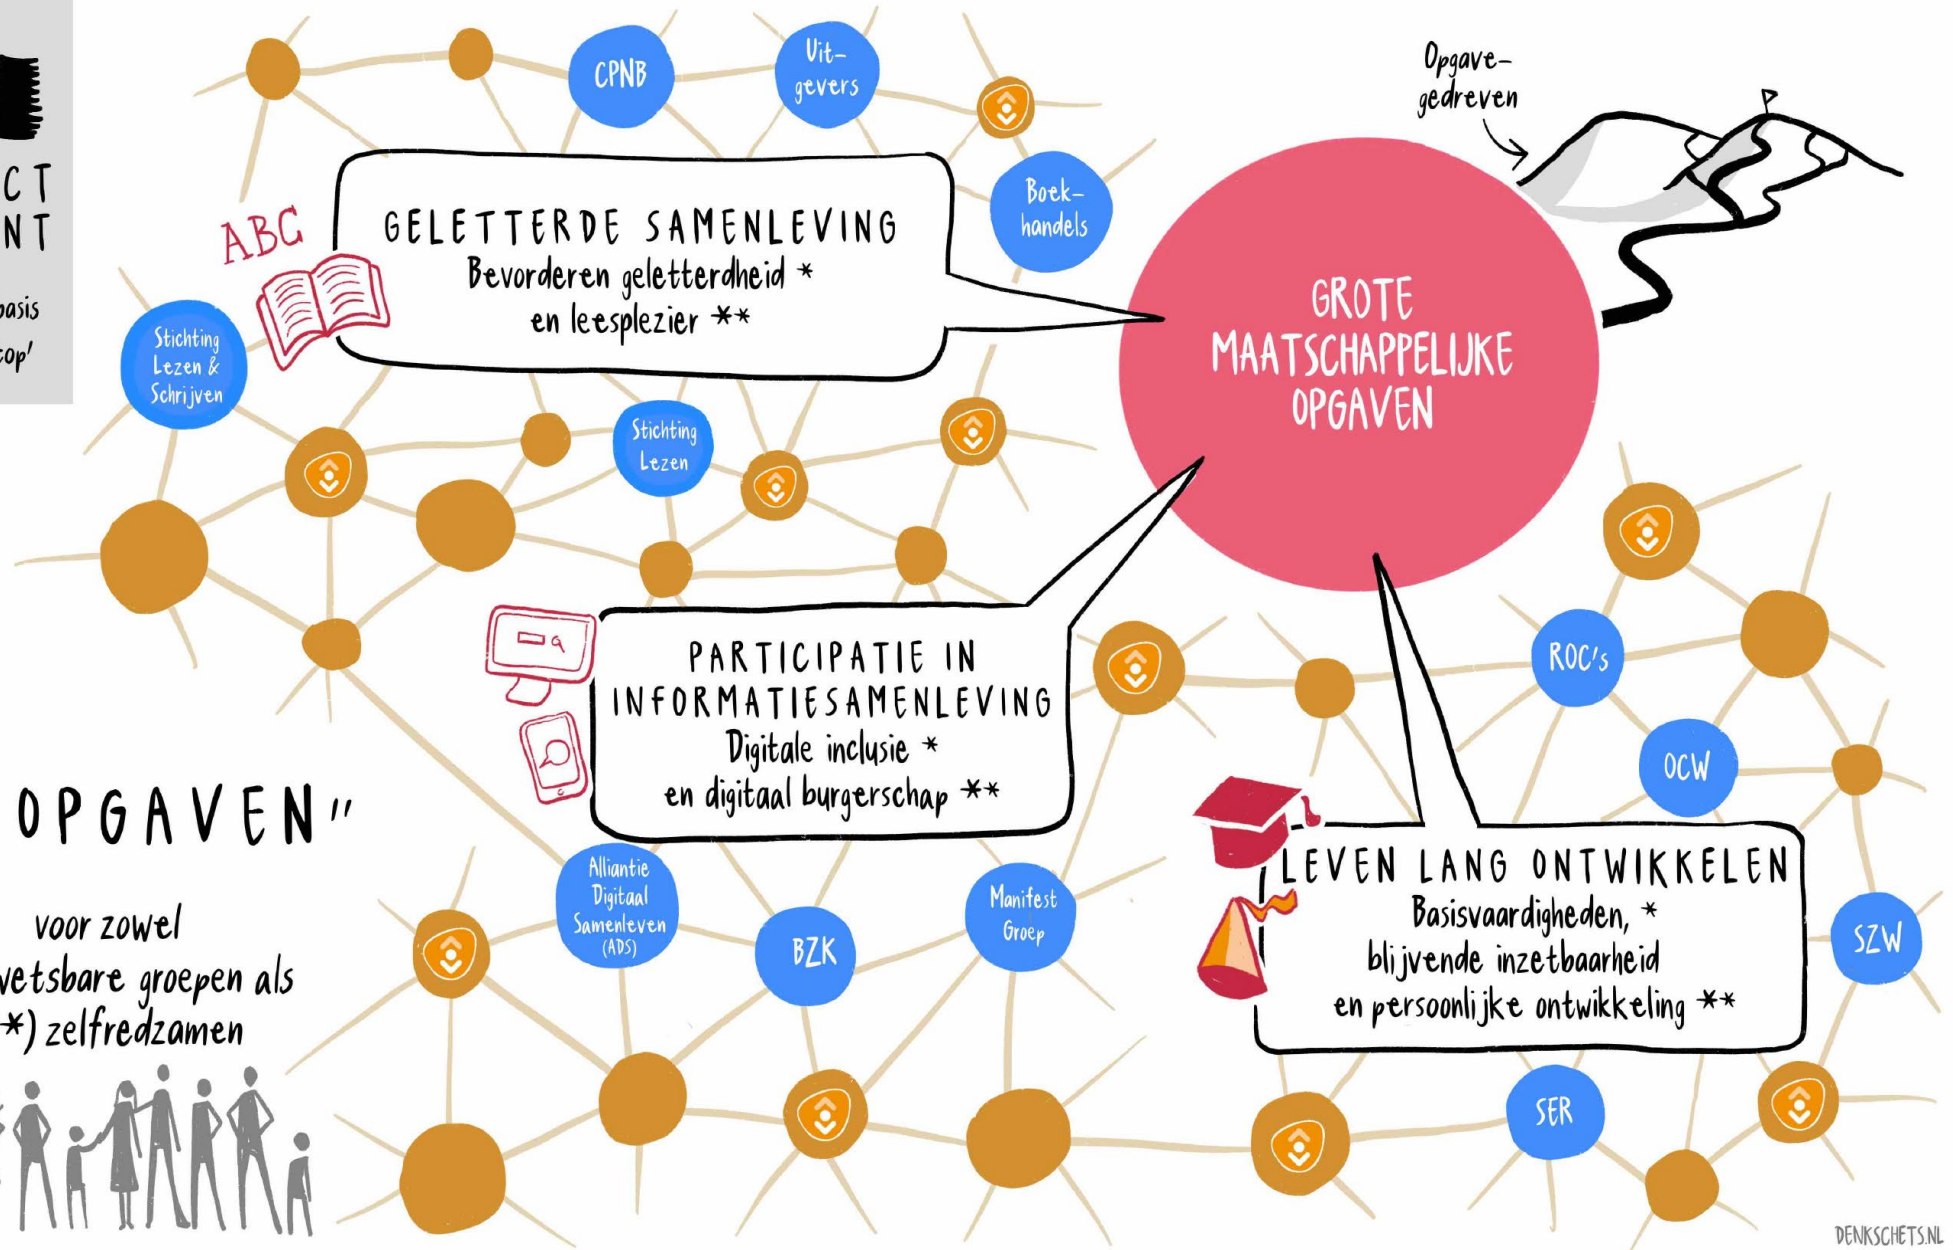 CT
NT
basis
top'
CPNB
Uit-
gevers
Boek-
handels
Opgave-
gedreven
ABC
GELETTERDE SAMENLEVING
Bevorderen geletterdheid *
en leesplezier **
GROTE
MAATSCHAPPELIJKE
OPGAVEN
Stichting
Lezen &
Schrijven
Stichting
Lezen
PARTICIPATIE IN
INFORMATIESAMENLEVING
Digitale inclusie *
en digitaal burgerschap **
ROC's
OCW
OPGAVEN"
voor zowel
wetsbare groepen als
*) zelfredzamen
Alliantie
Digitaal
Samenleven
(ADS)
BZK
Manifest
Groep
LEVEN LANG ONTWIKKELEN
Basisvaardigheden, *
blijvende inzetbaarheid
en persoonlijke ontwikkeling **
SZW
SER
DENKSCHETS.NL